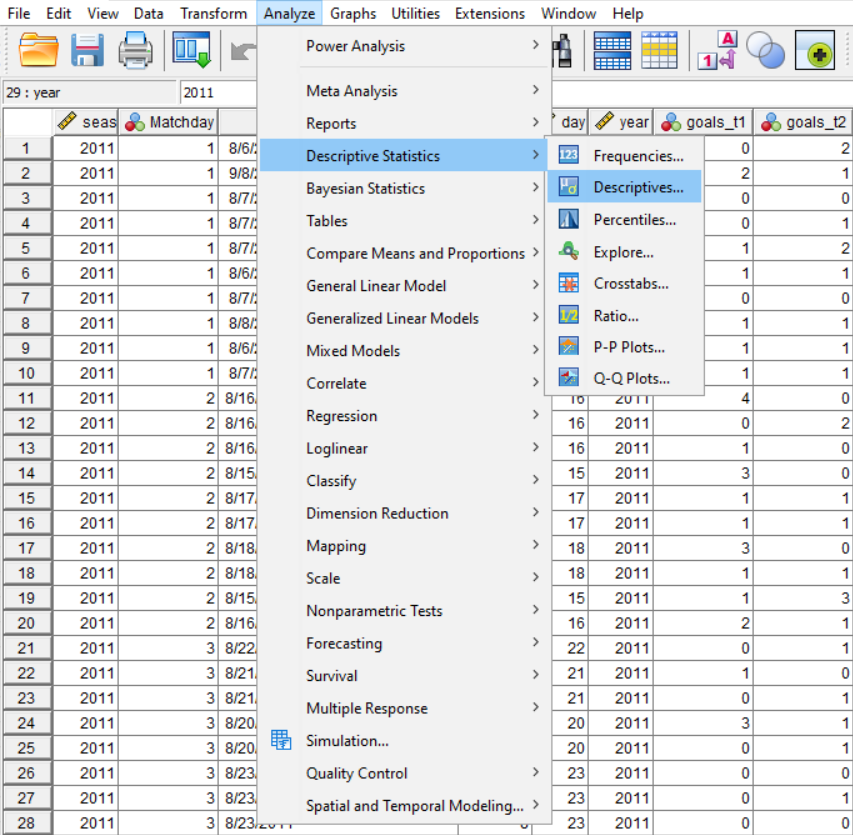 File Edit View Data Transform Analyze Graphs Utilities Extensions Window Help
Power Analysis
A
1 4
29 : year 2011
Meta Analysis
seas Matchday day year goals_t1 goals_t2
Reports
1 2011 1 8/6/ 0 2
Descriptive Statistics 123 Frequencies...
2 2011 1 9/8/ 2 1
Bayesian Statistics Descriptives...
3 2011 1 8/7/ 0 0
Tables Percentiles...
4 2011 1 8/7/ 0 1
Compare Means and Proportions Explore...
5 2011 1 8/7/ 1 2
6 2011 1 8/6/ 1 1
General Linear Model Crosstabs...
7 2011 1 8/7/ 0 0
Generalized Linear Models 1/2 Ratio...
8 2011 1 8/8/ 1 1
Mixed Models P-P Plots...
9 2011 1 8/6/ 1 1
10 2011 1 8/7/ 1 1
Correlate Q-Q Plots...
11 2011 2 8/16/ 16 2011 4 0
Regression
12 2011 2 8/16/ 16 2011 0 2
Loglinear
13 2011 2 8/16/ 16 2011 1 0
14 2011 2 8/15/ 15 2011 3 0
Classify
15 2011 2 8/17/ 17 2011 1 1
Dimension Reduction
16 2011 2 8/17/ 17 2011 1 1
Mapping
17 2011 2 8/18/ 18 2011 3 0
18 2011 2 8/18/ 18 2011 1 1
Scale
19 2011 2 8/15/ 15 2011 1 3
Nonparametric Tests
20 2011 2 8/16/ 16 2011 2 1
Forecasting
21 2011 3 8/22/ 22 2011 0 1
22 2011 3 8/21/ 21 2011 1 0
Survival
23 2011 3 8/21/ 21 2011 0 1
Multiple Response
24 2011 3 8/20/ 20 2011 3 1
Simulation...
25 2011 3 8/20/ 20 2011 0 1
26 2011 3 8/23/ 23 2011 0 0
Quality Control
27 2011 3 8/23/ 23 2011 0 1
Spatial and Temporal Modeling...
28 2011 3 8/23/2011 8 23 2011 0 0